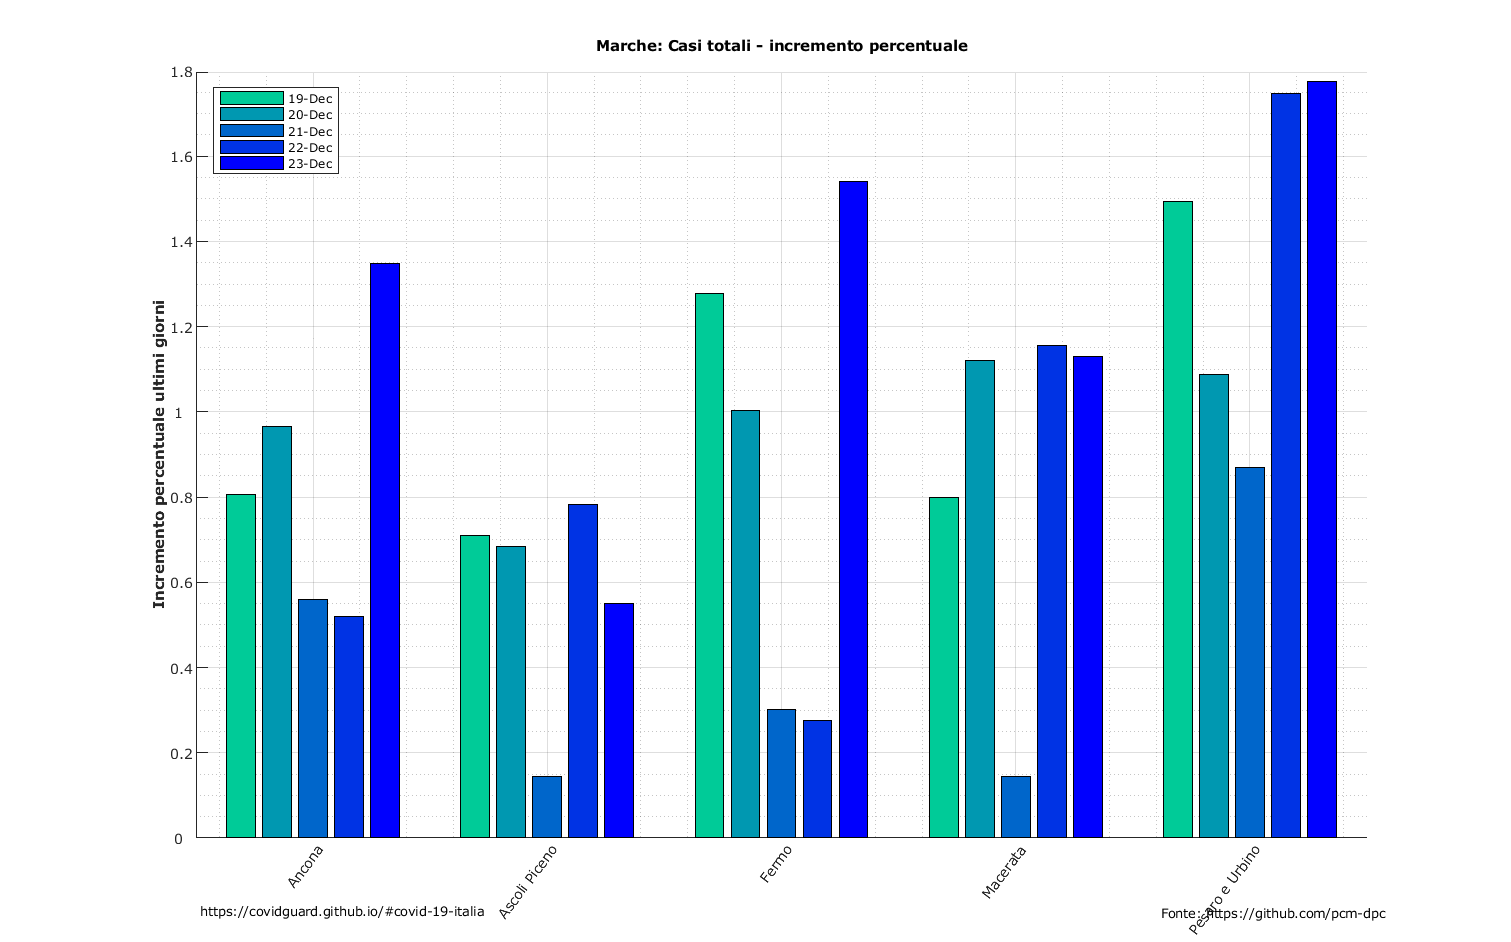 Marche: Casi totali - incremento percentuale
1.8
1.6
1.4
1.2
1
0.8
0.6
0.4
0.2
0
Incremento percentuale ultimi giorni
19-Dec
20-Dec
21-Dec
22-Dec
23-Dec
Ancona
Ascoli Piceno
Fermo
Macerata
Pesaro e Urbino
https://covidguard.github.io/#covid-19-italia
Fonte: https://github.com/pcm-dpc